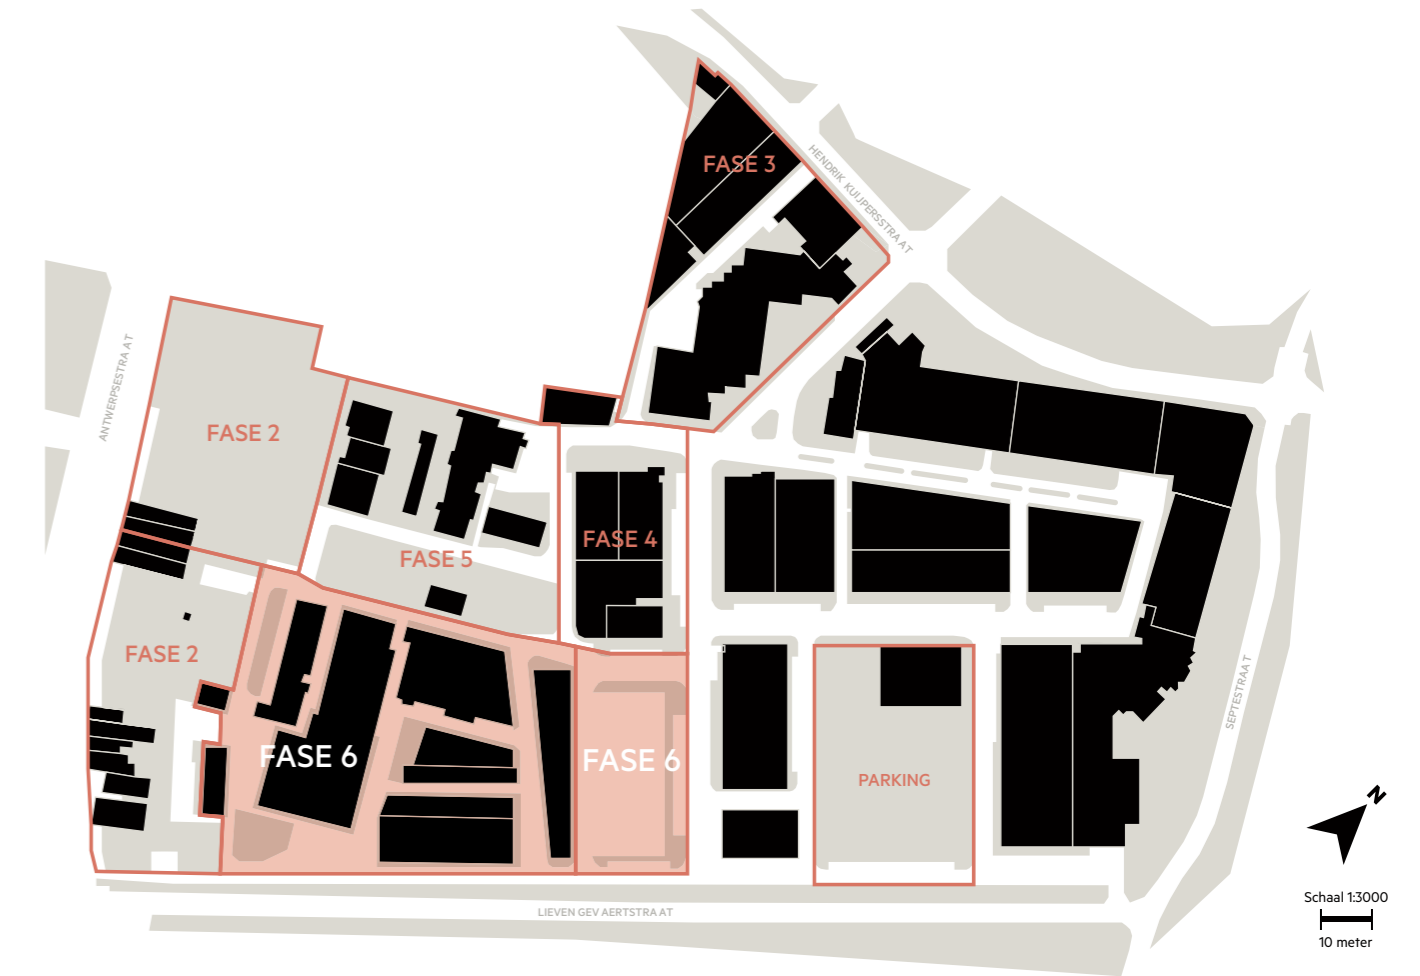 FASE 3
HENDRIK KUIJPERSSTRAAT
ANTWERPSESTRAAT
FASE 2
FASE 4
FASE 5
FASE 2
SEPTESTRAAT
FASE 6
FASE 6
PARKING
N
Schaal 1:3000
10 meter
LIEVEN GEVAERTSTRAAT